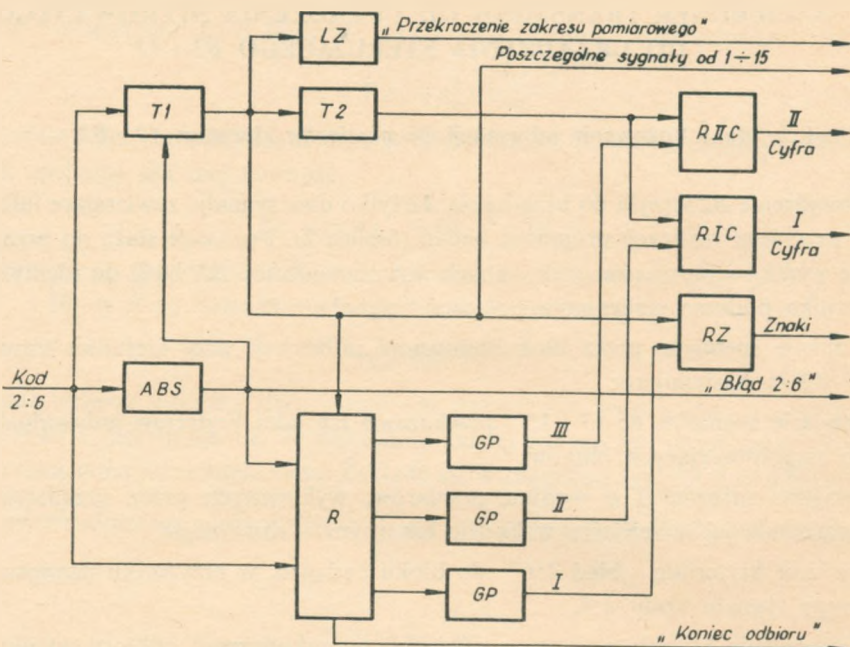 LZ
„Przekroczenie zakresu pomiarowego“
Poszczególne sygnały od 1÷15
T1
T2
RIIC
II
Cyfra
RIC
I
Cyfra
RZ
Znaki
Kod
2:6
ABS
„Błąd 2:6“
R
GP
III
GP
II
GP
I
„Koniec odbioru“